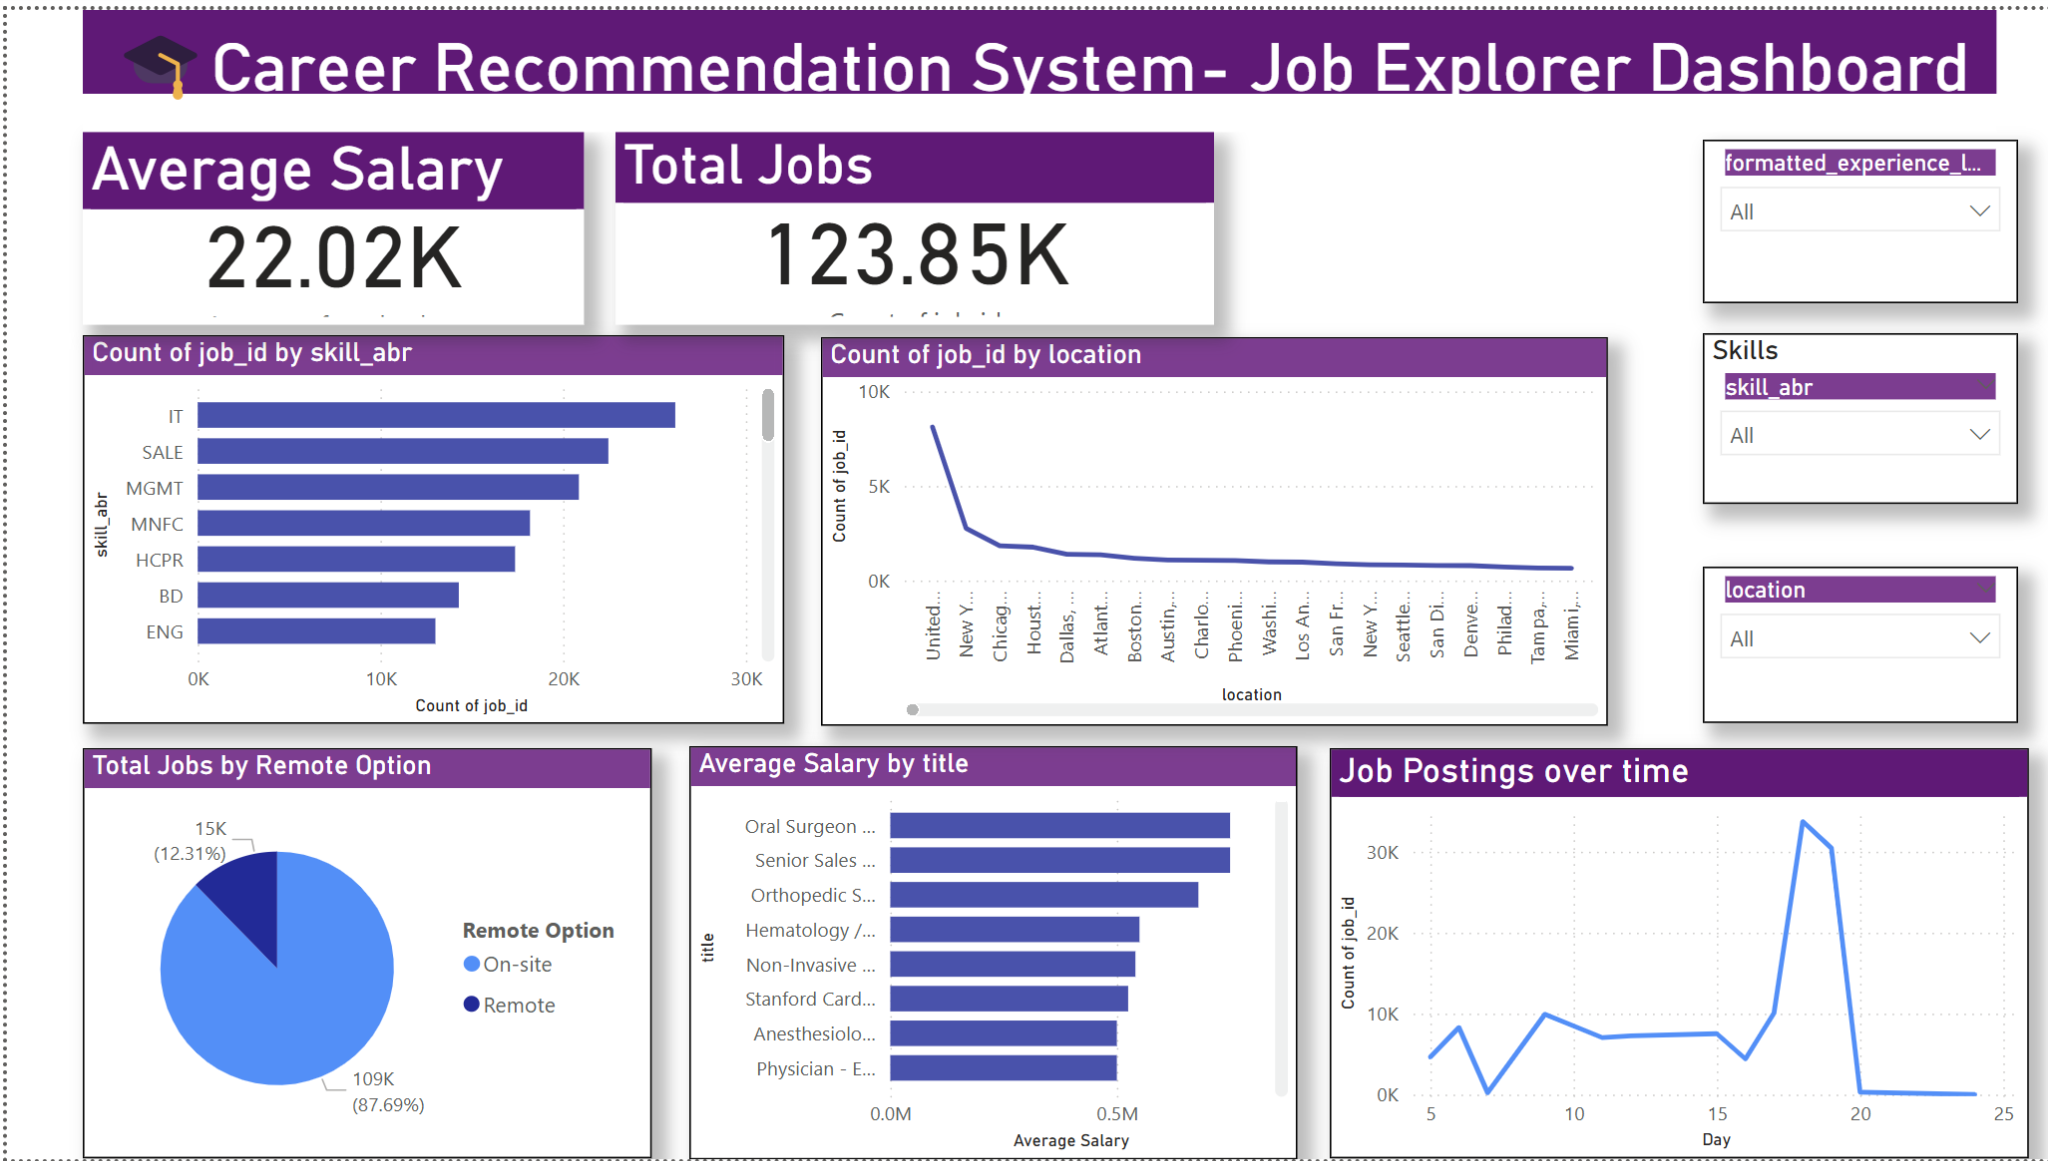 Career Recommendation System- Job Explorer Dashboard
Average Salary
22.02K
Total Jobs
123.85K
formatted_experience_l...
All
Skills
skill_abr
All
location
All
Count of job_id by skill_abr
skill_abr
IT
SALE
MGMT
MNFC
HCPR
BD
ENG
0K
10K
20K
30K
Count of job_id
Count of job_id by location
Count of job_id
10K
5K
0K
United...
New Y...
Chicag...
Houst...
Dallas, ...
Atlant...
Boston...
Austin,...
Charlo...
Phoeni...
Washi...
Los An...
San Fr...
New Y...
Seattle...
San Di...
Denve...
Philad...
Tampa,...
Miami,...
location
Total Jobs by Remote Option
15K
(12.31%)
109K
(87.69%)
Remote Option
On-site
Remote
Average Salary by title
title
Oral Surgeon ...
Senior Sales ...
Orthopedic S...
Hematology /...
Non-Invasive ...
Stanford Card...
Anesthesiolo...
Physician - E...
0.0M
0.5M
Average Salary
Job Postings over time
Count of job_id
30K
20K
10K
0K
5
10
15
20
25
Day